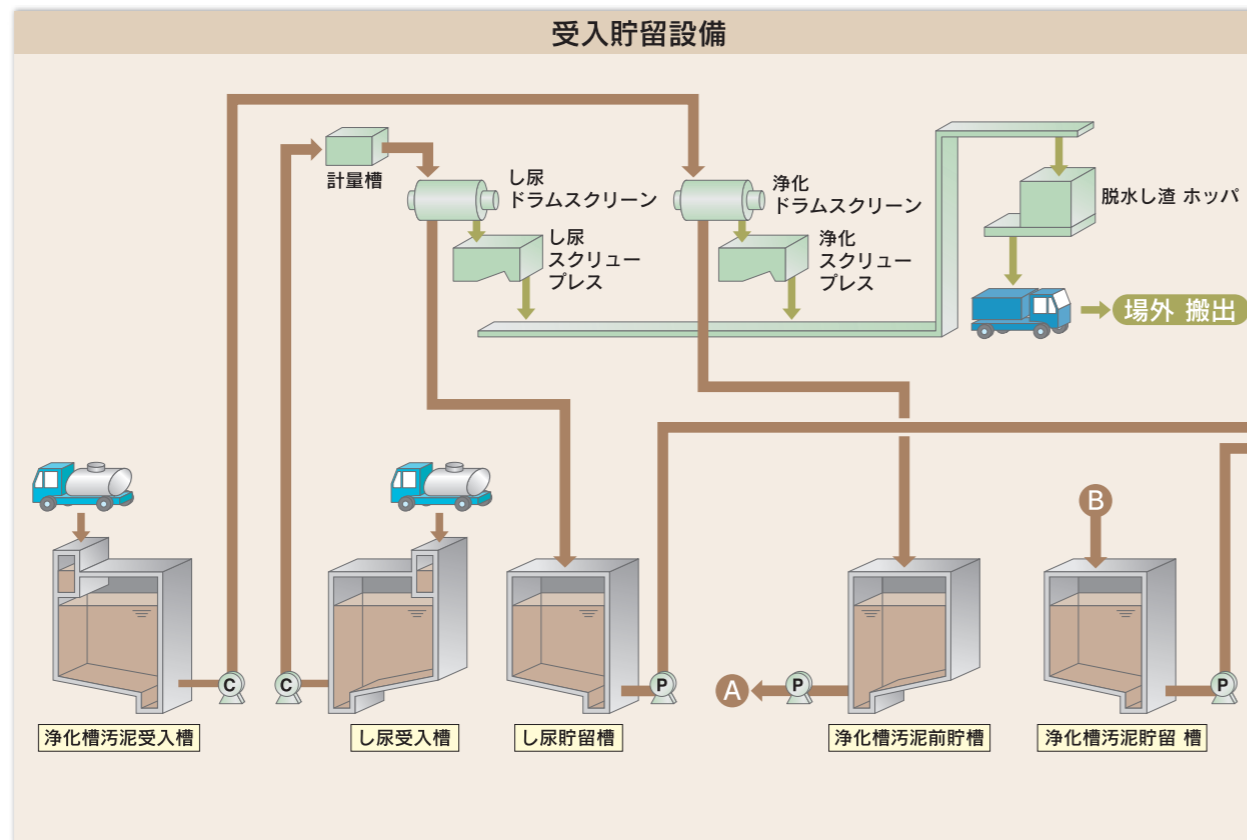 受入貯留設備
計量槽
し尿
ドラムスクリーン
浄化
ドラムスクリーン
脱水し渣 ホッパ
し尿
スクリュー
プレス
浄化
スクリュー
プレス
場外 搬出
B
C
C
P
A
P
P
浄化槽汚泥受入槽
し尿受入槽
し尿貯留槽
浄化槽汚泥前貯槽
浄化槽汚泥貯留 槽